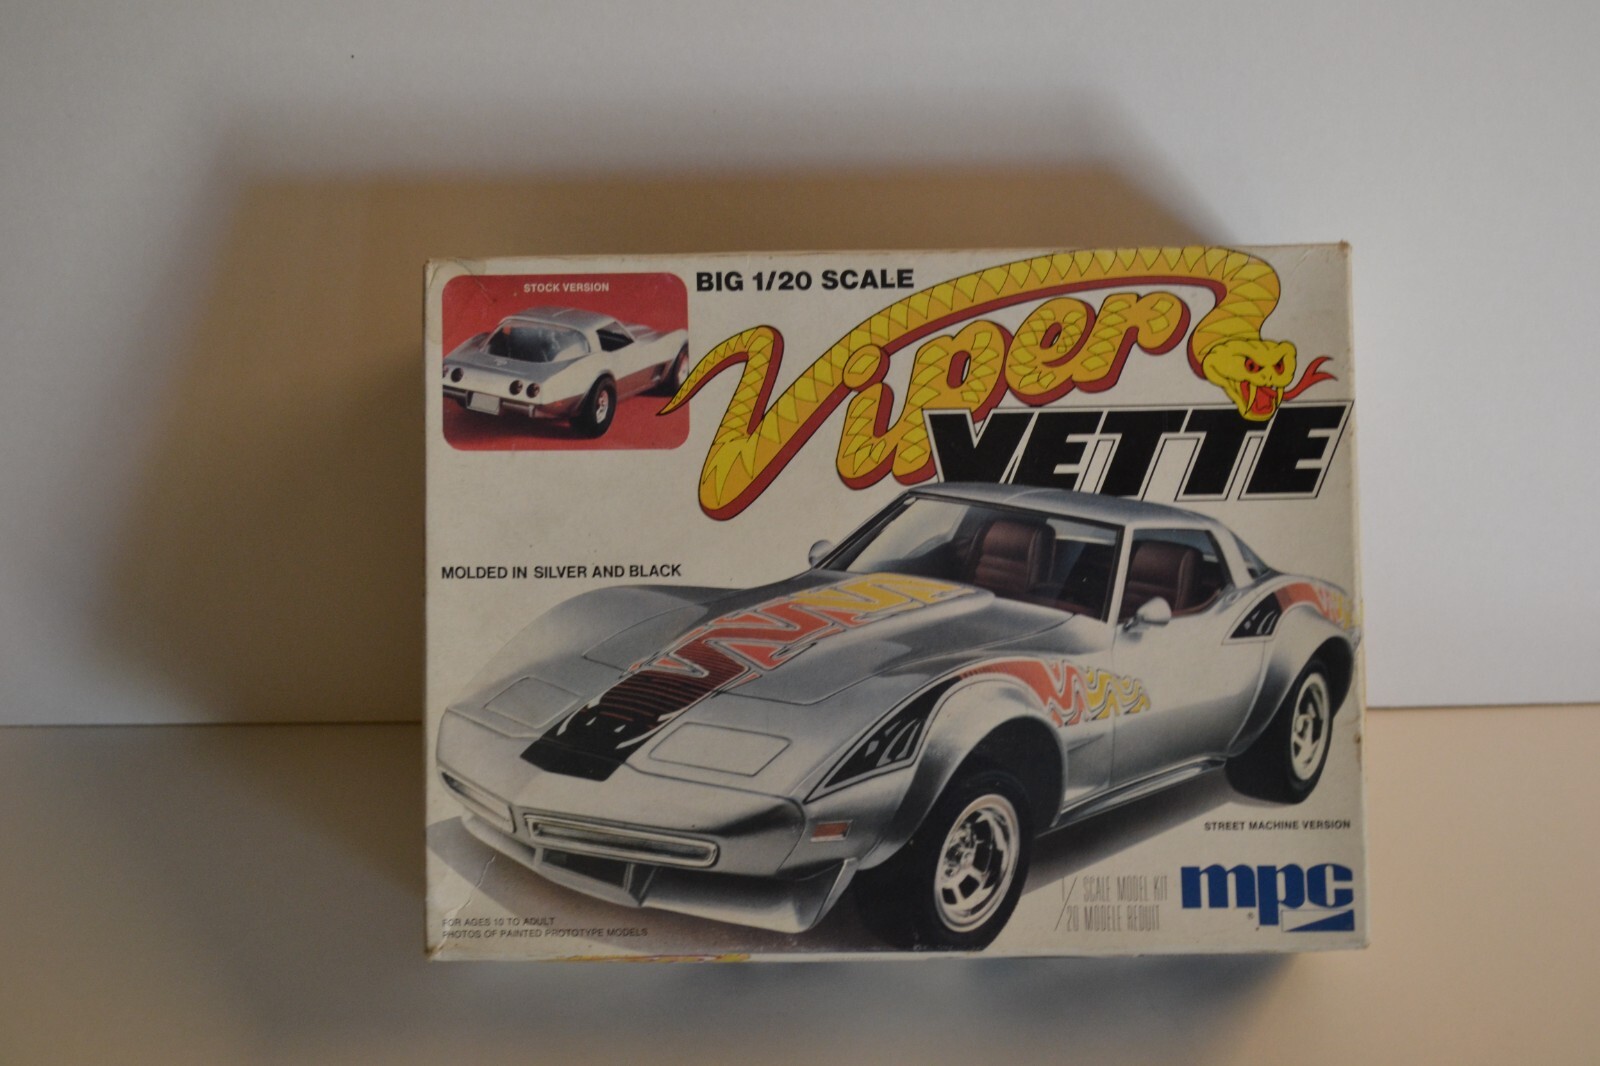 STOCK VERSION
BIG 1/20 SCALE
Viper
VETTE
MOLDED IN SILVER AND BLACK
STREET MACHINE VERSION
1/20 SCALE MODEL KIT
MODELE REDUIT
mpc
®
FOR AGES 10 TO ADULT
PHOTOS OF PAINTED PROTOTYPE MODELS